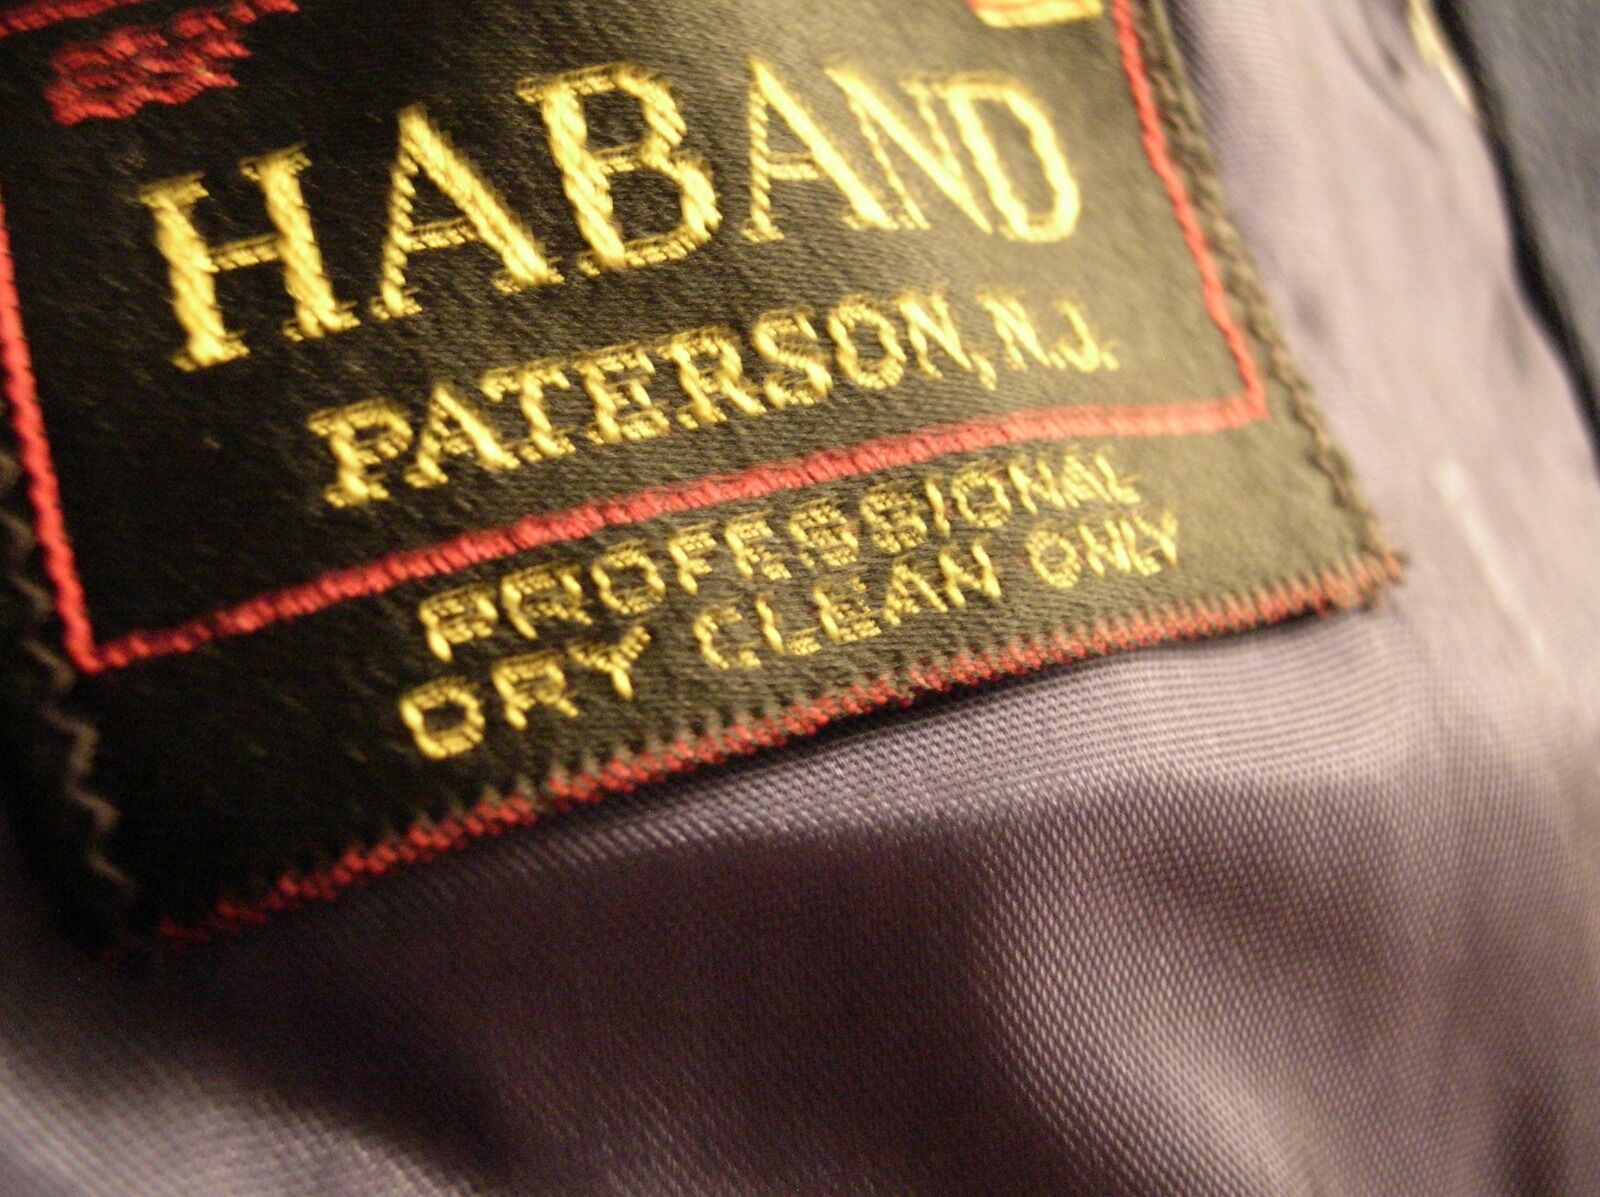 HABAND
PATERSON, N.J.
PROFESSIONAL
DRY CLEAN ONLY